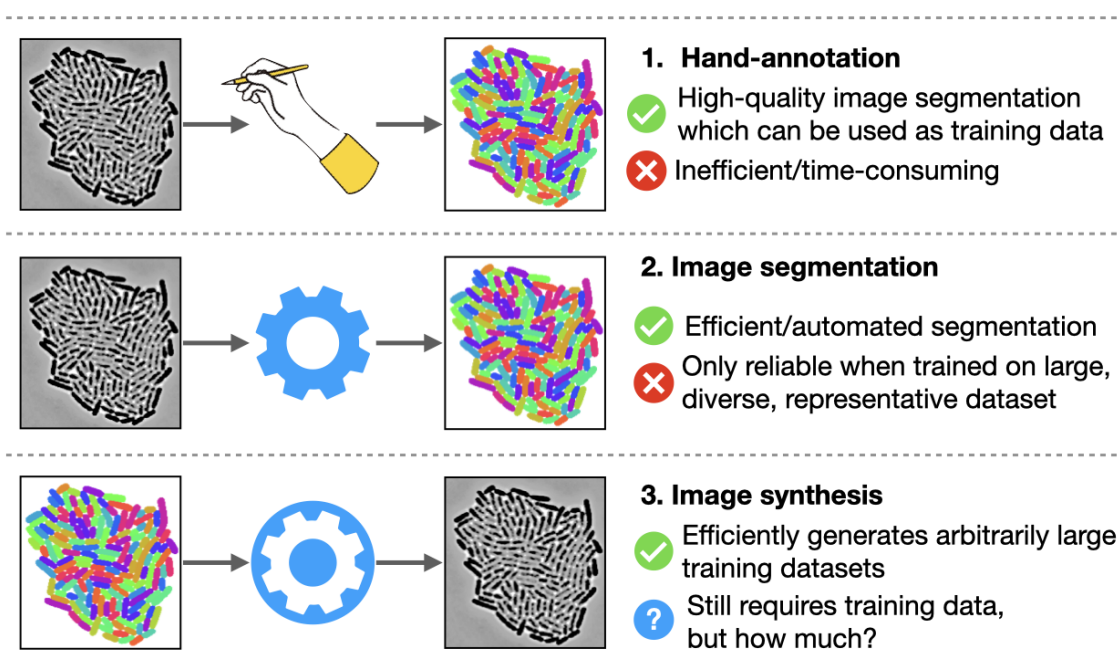 1. Hand-annotation
High-quality image segmentation
which can be used as training data
Inefficient/time-consuming
2. Image segmentation
Efficient/automated segmentation
Only reliable when trained on large,
diverse, representative dataset
3. Image synthesis
Efficiently generates arbitrarily large
training datasets
?
Still requires training data,
but how much?